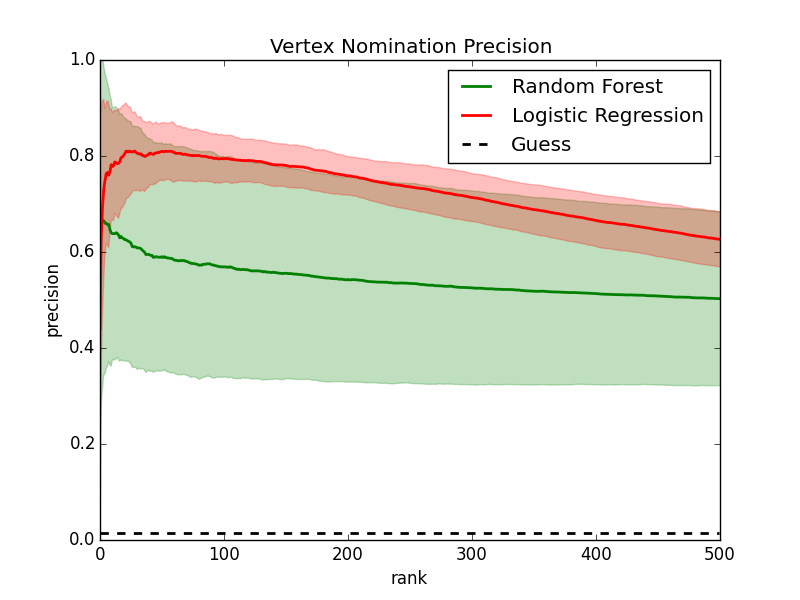 Vertex Nomination Precision
1.0
0.8
0.6
0.4
0.2
0.0
precision
Random Forest
Logistic Regression
Guess
0 100 200 300 400 500
rank